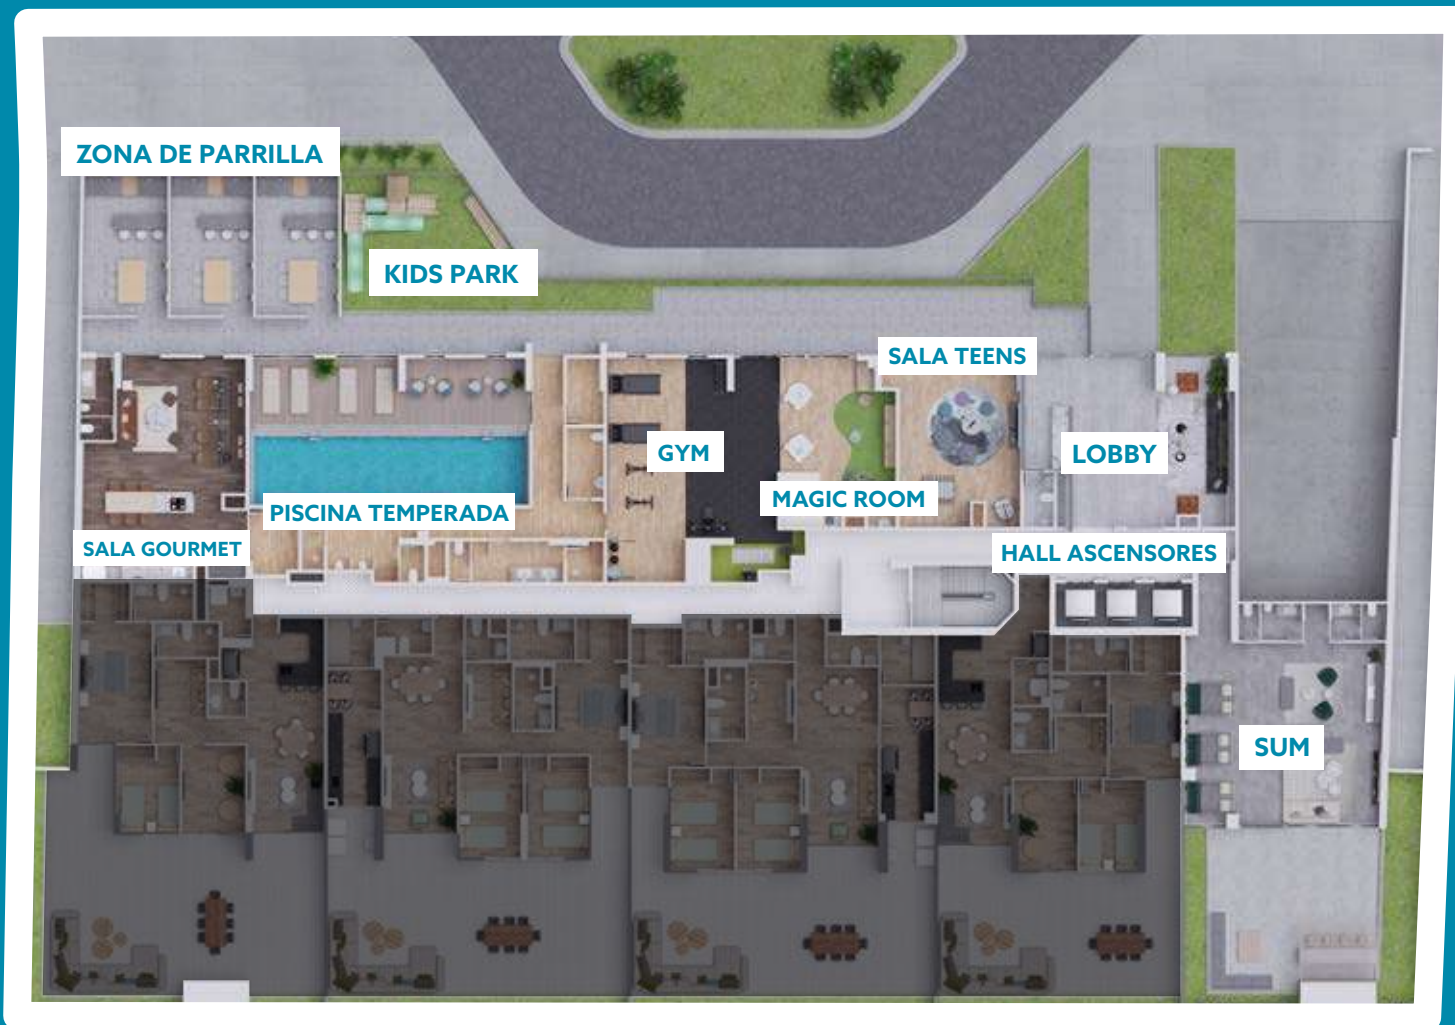 ZONA DE PARRILLA
KIDS PARK
SALA TEENS
GYM
LOBBY
MAGIC ROOM
PISCINA TEMPERADA
SALA GOURMET
HALL ASCENSORES
SUM